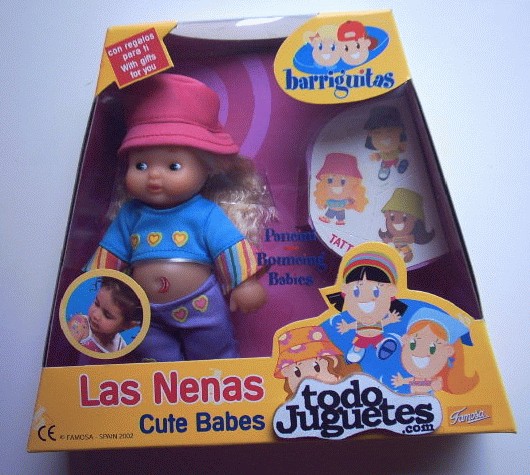 con regalos
para ti
With gifts
for you
barriguitas
Bouncing
Babies
TATT
Las Nenas
Cute Babes
todo
Juguetes
.com
Famosa
CE © FAMOSA - SPAIN 2002